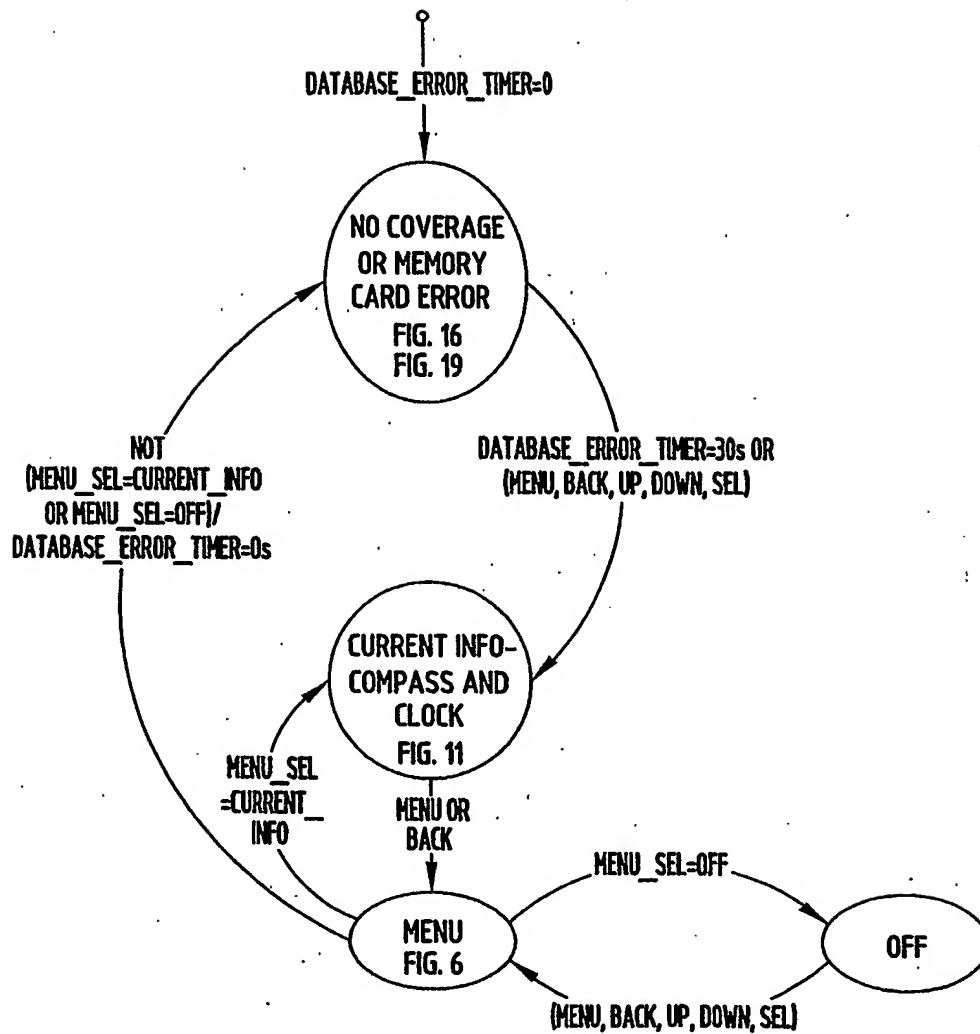 DATABASE_ERROR_TIMER=0
NO COVERAGE
OR MEMORY
CARD ERROR
FIG. 16
FIG. 19
NOT
(MENU_SEL=CURRENT_INFO
OR MENU_SEL=OFF)/
DATABASE_ERROR_TIMER=0s
DATABASE_ERROR_TIMER=30s OR
(MENU, BACK, UP, DOWN, SEL)
CURRENT INFO-
COMPASS AND
CLOCK
FIG. 11
MENU_SEL
=CURRENT_
INFO
MENU OR
BACK
MENU_SEL=OFF
MENU
FIG. 6
OFF
(MENU, BACK, UP, DOWN, SEL)